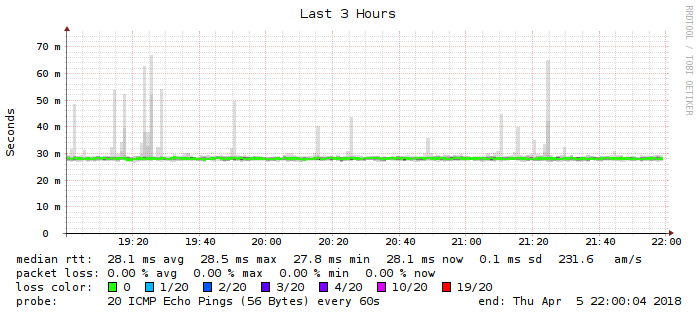 Last 3 Hours
RRDTOOL / TOBI OETIKER
Seconds
70 m
60 m
50 m
40 m
30 m
20 m
10 m
0
19:20 19:40 20:00 20:20 20:40 21:00 21:20 21:40 22:00
median rtt: 28.1 ms avg 28.5 ms max 27.8 ms min 28.1 ms now 0.1 ms sd 231.6 am/s
packet loss: 0.00 % avg 0.00 % max 0.00 % min 0.00 % now
loss color: 0 1/20 2/20 3/20 4/20 10/20 19/20
probe: 20 ICMP Echo Pings (56 Bytes) every 60s end: Thu Apr 5 22:00:04 2018